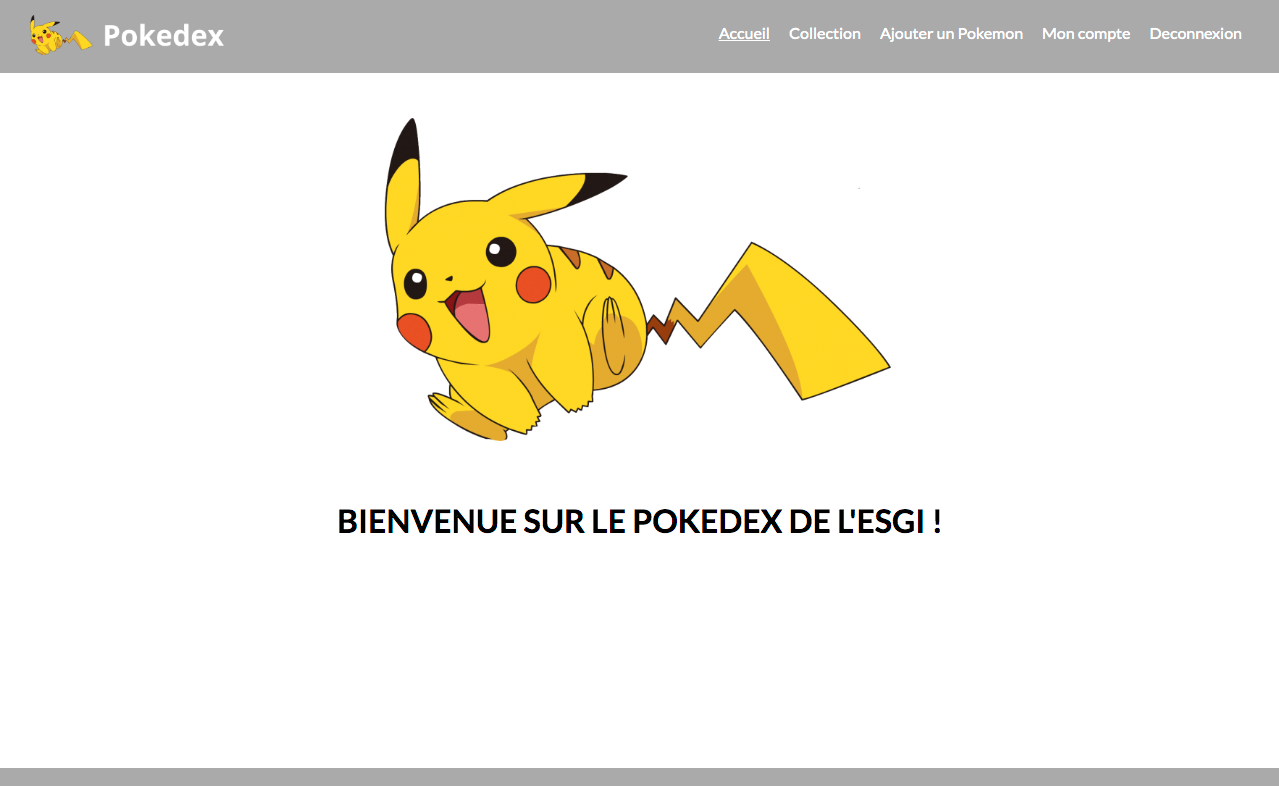 Pokedex
Accueil Collection Ajouter un Pokemon Mon compte Deconnexion
BIENVENUE SUR LE POKEDEX DE L'ESGI !